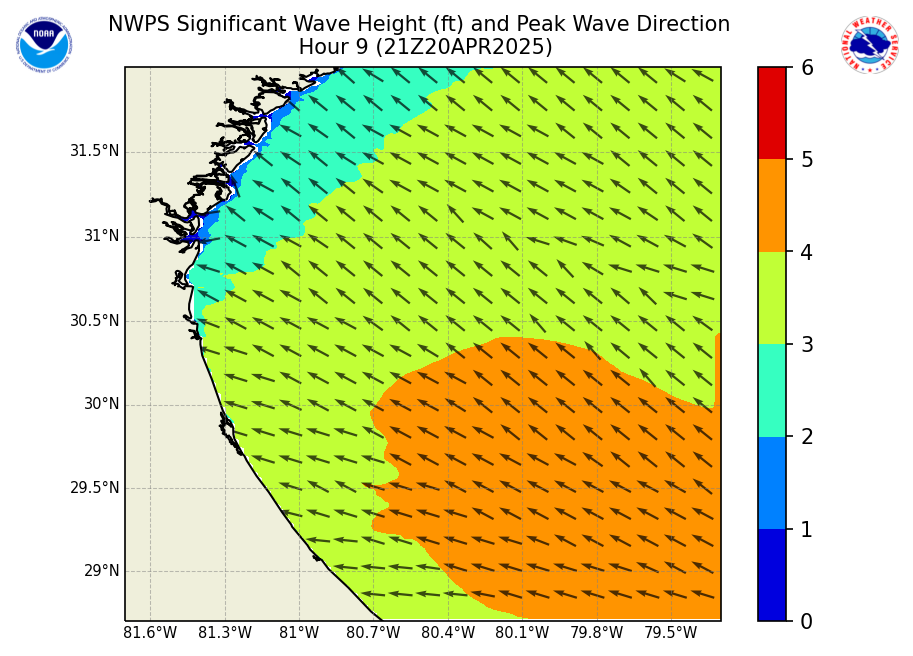 NWPS Significant Wave Height (ft) and Peak Wave Direction
Hour 9 (21Z20APR2025)
NOAA
NATIONAL WEATHER SERVICE
31.5°N
31°N
30.5°N
30°N
29.5°N
29°N
81.6°W 81.3°W 81°W 80.7°W 80.4°W 80.1°W 79.8°W 79.5°W
6
5
4
3
2
1
0